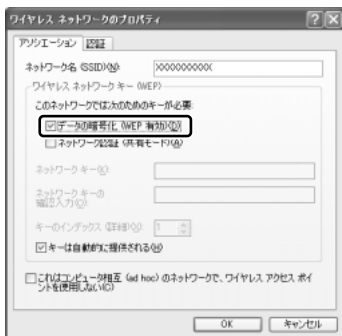 ワイヤレス ネットワークのプロパティ
アソシエーション 認証
ネットワーク名 (SSID)(N): XXXXXXXXXX
ワイヤレス ネットワーク キー (WEP)
このネットワークでは次のためのキーが必要:
データの暗号化 (WEP 有効)(D)
ネットワーク認証 (共有モード)(A)
ネットワーク キー(K):
ネットワーク キーの
確認入力(O):
キーのインデックス (詳細)(X): 1
キーは自動的に提供される(H)
これはコンピュータ相互 (ad hoc) のネットワークで、ワイヤレス アクセス ポイ
ントを使用しない(C)
OK キャンセル